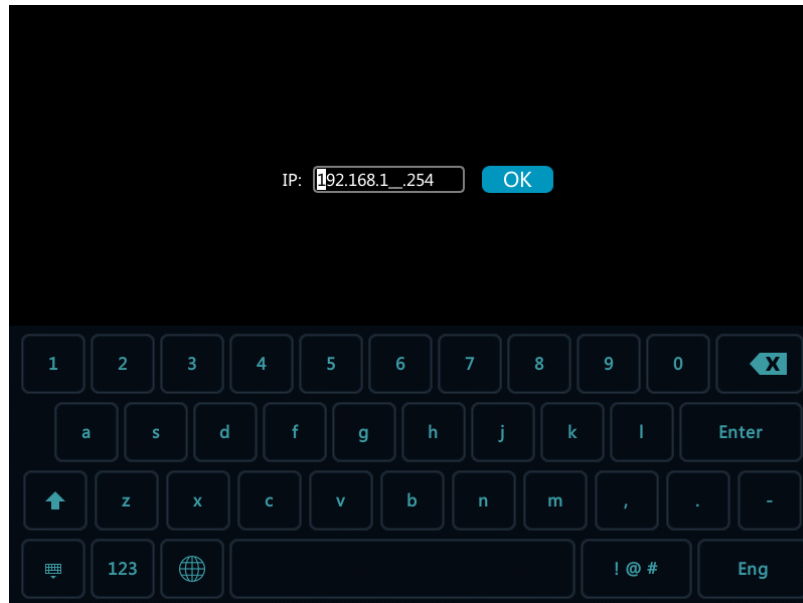 IP: 192.168.1__.254 OK
1 2 3 4 5 6 7 8 9 0 X
a s d f g h j k l Enter
z x c v b n m , . -
123 ! @ # Eng